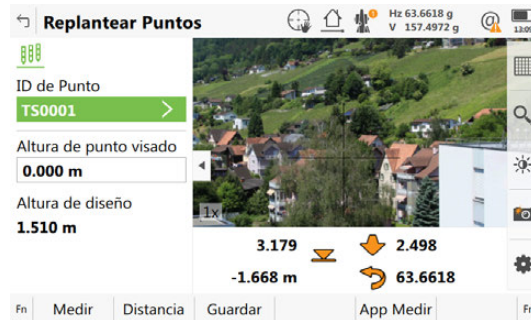 Replantear Puntos
Hz 63.6618 g
V 157.4972 g
13:09
ID de Punto
TS0001
Altura de punto visado
0.000 m
Altura de diseño
1.510 m
1x
3.179
2.498
-1.668 m
63.6618
Fn Medir Distancia Guardar App Medir